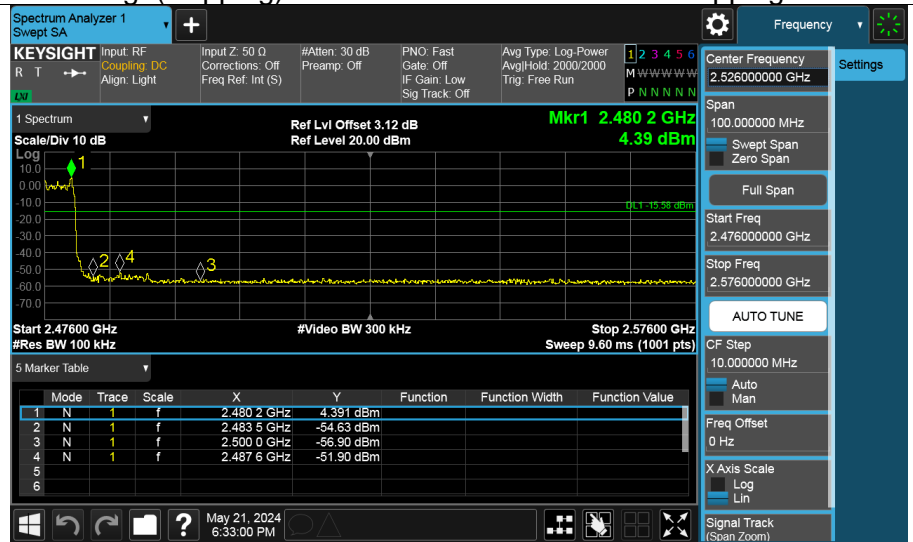 Spectrum Analyzer 1
Swept SA
+
Frequency
KEYSIGHT
R T
LXI
Input: RF
Coupling: DC
Align: Light
Input Z: 50 Ω
Corrections: Off
Freq Ref: Int (S)
#Atten: 30 dB
Preamp: Off
PNO: Fast
Gate: Off
IF Gain: Low
Sig Track: Off
Avg Type: Log-Power
Avg|Hold: 2000/2000
Trig: Free Run
1 2 3 4 5 6
M W W W W W
P N N N N N
1 Spectrum
Scale/Div 10 dB
Ref Lvl Offset 3.12 dB
Ref Level 20.00 dBm
Mkr1 2.480 2 GHz
4.39 dBm
Log
10.0
0.00
-10.0
-20.0
-30.0
-40.0
-50.0
-60.0
-70.0
1
2
4
3
DL1 -15.58 dBm
Start 2.47600 GHz
#Res BW 100 kHz
#Video BW 300 kHz
Stop 2.57600 GHz
Sweep 9.60 ms (1001 pts)
5 Marker Table
Mode Trace Scale X Y Function Function Width Function Value
1 N 1 f 2.480 2 GHz 4.391 dBm
2 N 1 f 2.483 5 GHz -54.63 dBm
3 N 1 f 2.500 0 GHz -56.90 dBm
4 N 1 f 2.487 6 GHz -51.90 dBm
5
6
?
May 21, 2024
6:33:00 PM
Center Frequency
2.526000000 GHz
Span
100.000000 MHz
Swept Span
Zero Span
Full Span
Start Freq
2.476000000 GHz
Stop Freq
2.576000000 GHz
AUTO TUNE
CF Step
10.000000 MHz
Auto
Man
Freq Offset
0 Hz
X Axis Scale
Log
Lin
Signal Track
(Span Zoom)
Settings